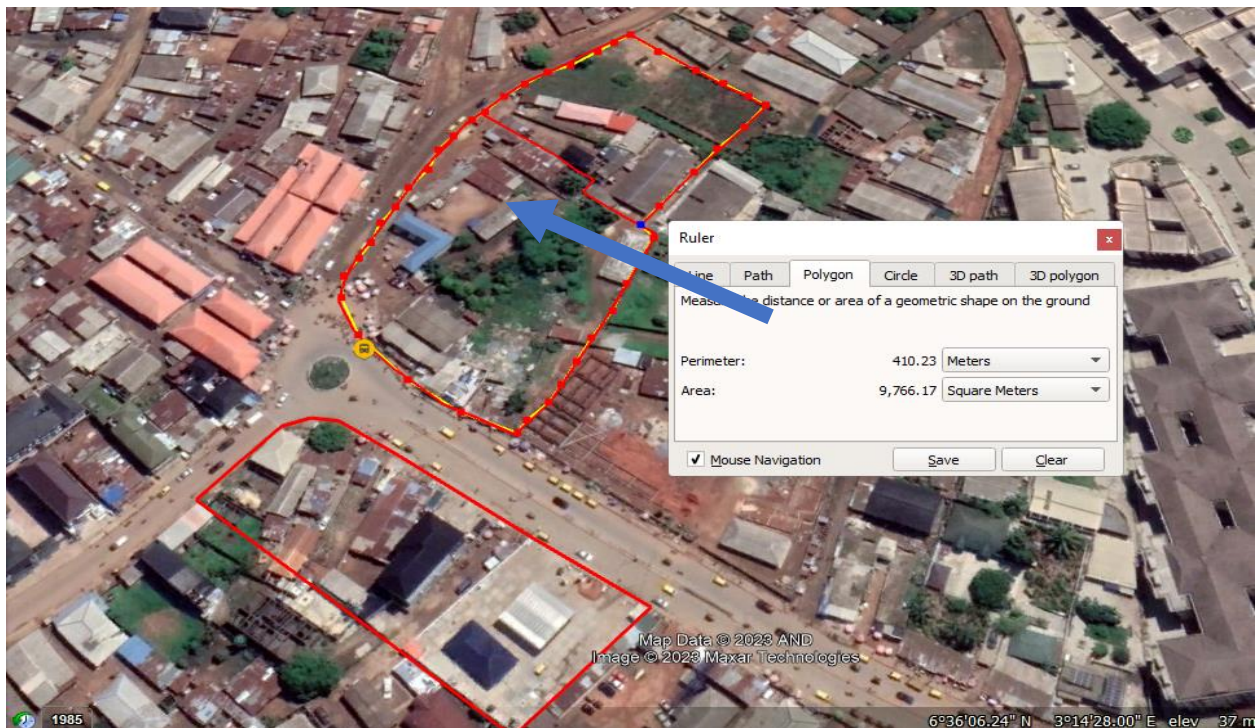 Ruler
Line Path Polygon Circle 3D path 3D polygon
the distance or area of a geometric shape on the ground
Perimeter: 410.23 Meters
Area: 9,766.17 Square Meters
Mouse Navigation Save Clear
Map Data © 2023 AND
Image © 2023 Maxar Technologies
1985 6°36'06.24" N 3°14'28.00" E elev 37 m